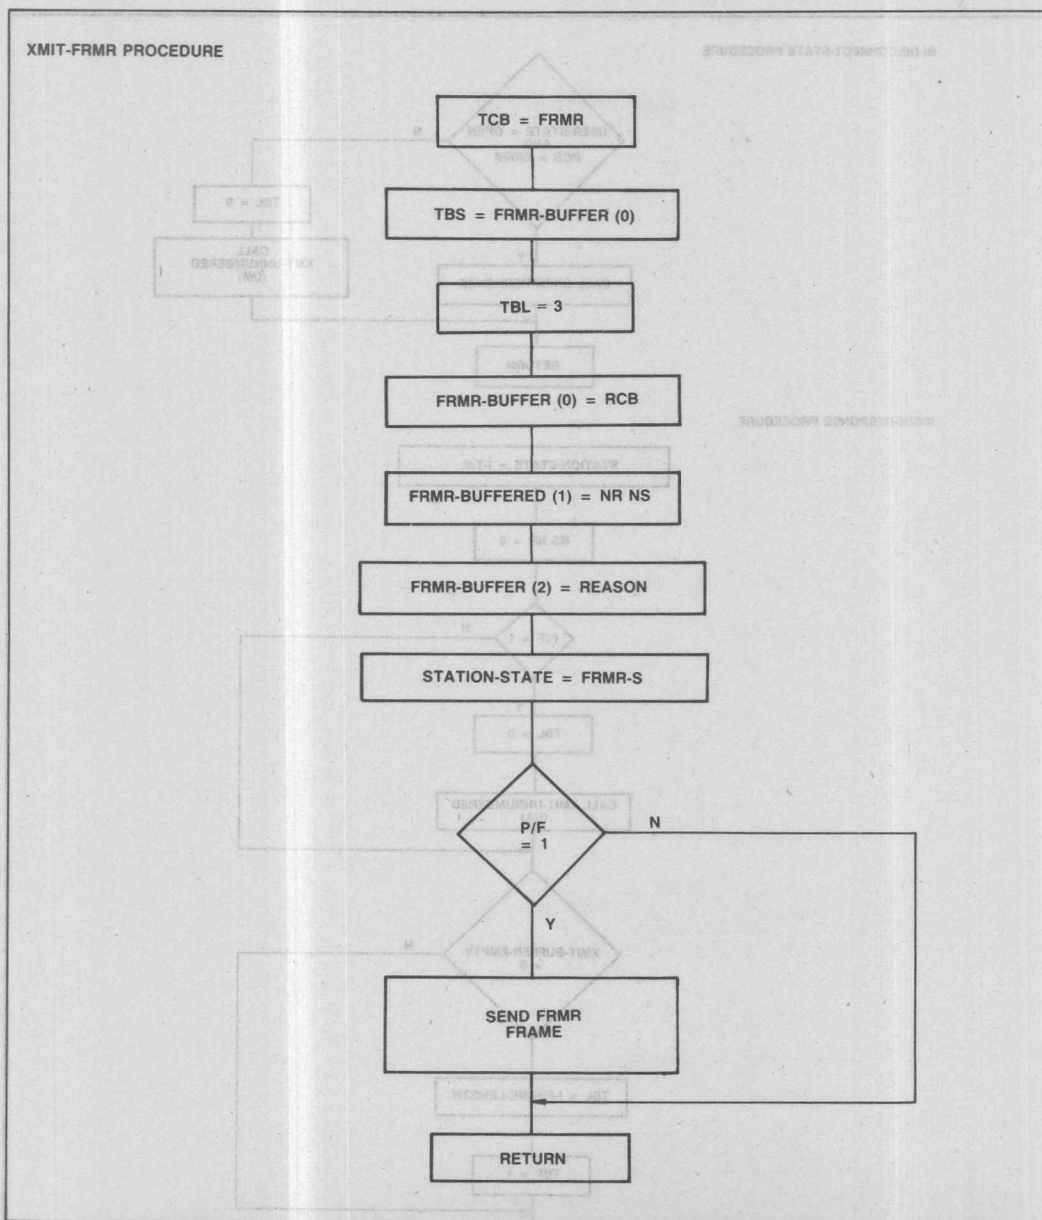 XMIT-FRMR PROCEDURE
TCB = FRMR
TBS = FRMR-BUFFER (0)
TBL = 3
FRMR-BUFFER (0) = RCB
FRMR-BUFFERED (1) = NR NS
FRMR-BUFFER (2) = REASON
STATION-STATE = FRMR-S
P/F
= 1
N
Y
SEND FRMR
FRAME
RETURN